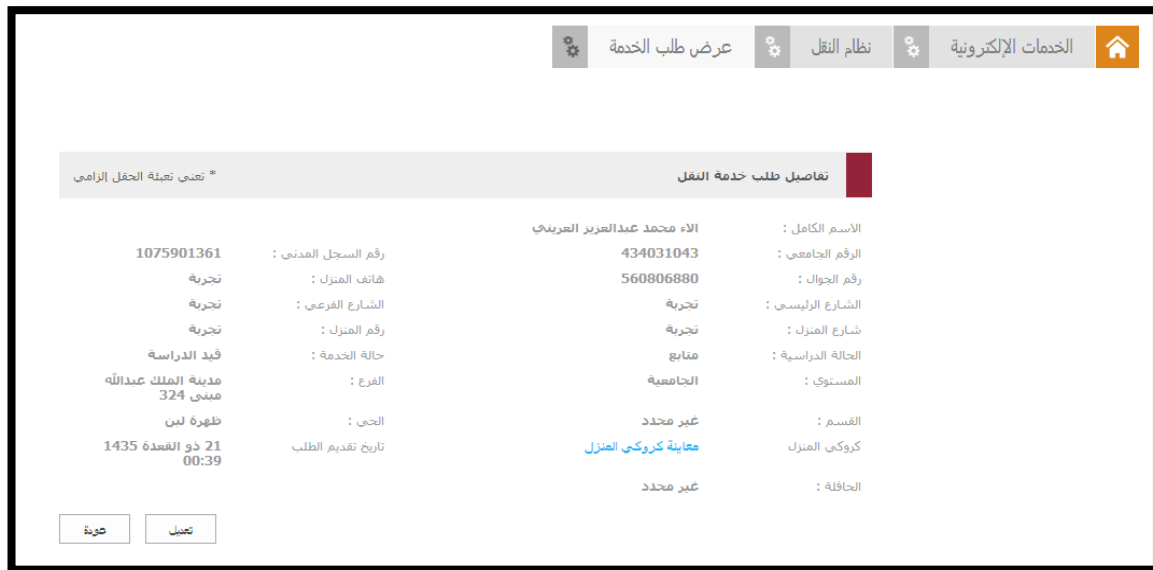 الخدمات الإلكترونية
نظام النقل
عرض طلب الخدمة
تفاصيل طلب خدمة النقل
* تعني تعبئة الحقل إلزامي
الاسم الكامل : الاء محمد عبدالعزيز العريني
الرقم الجامعي : 434031043 رقم السجل المدني : 1075901361
رقم الجوال : 560806880 هاتف المنزل : تجربة
الشارع الرئيسي : تجربة الشارع الفرعي : تجربة
شارع المنزل : تجربة رقم المنزل : تجربة
الحالة الدراسية : متابع حالة الخدمة : قيد الدراسة
المستوي : الجامعية الفرع : مدينة الملك عبدالله
مبنى 324
القسم : غير محدد الحي : ظهرة لبن
كروكي المنزل معاينة كروكي المنزل تاريخ تقديم الطلب 21 ذو القعدة 1435
00:39
الحافلة : غير محدد
تعديل عودة